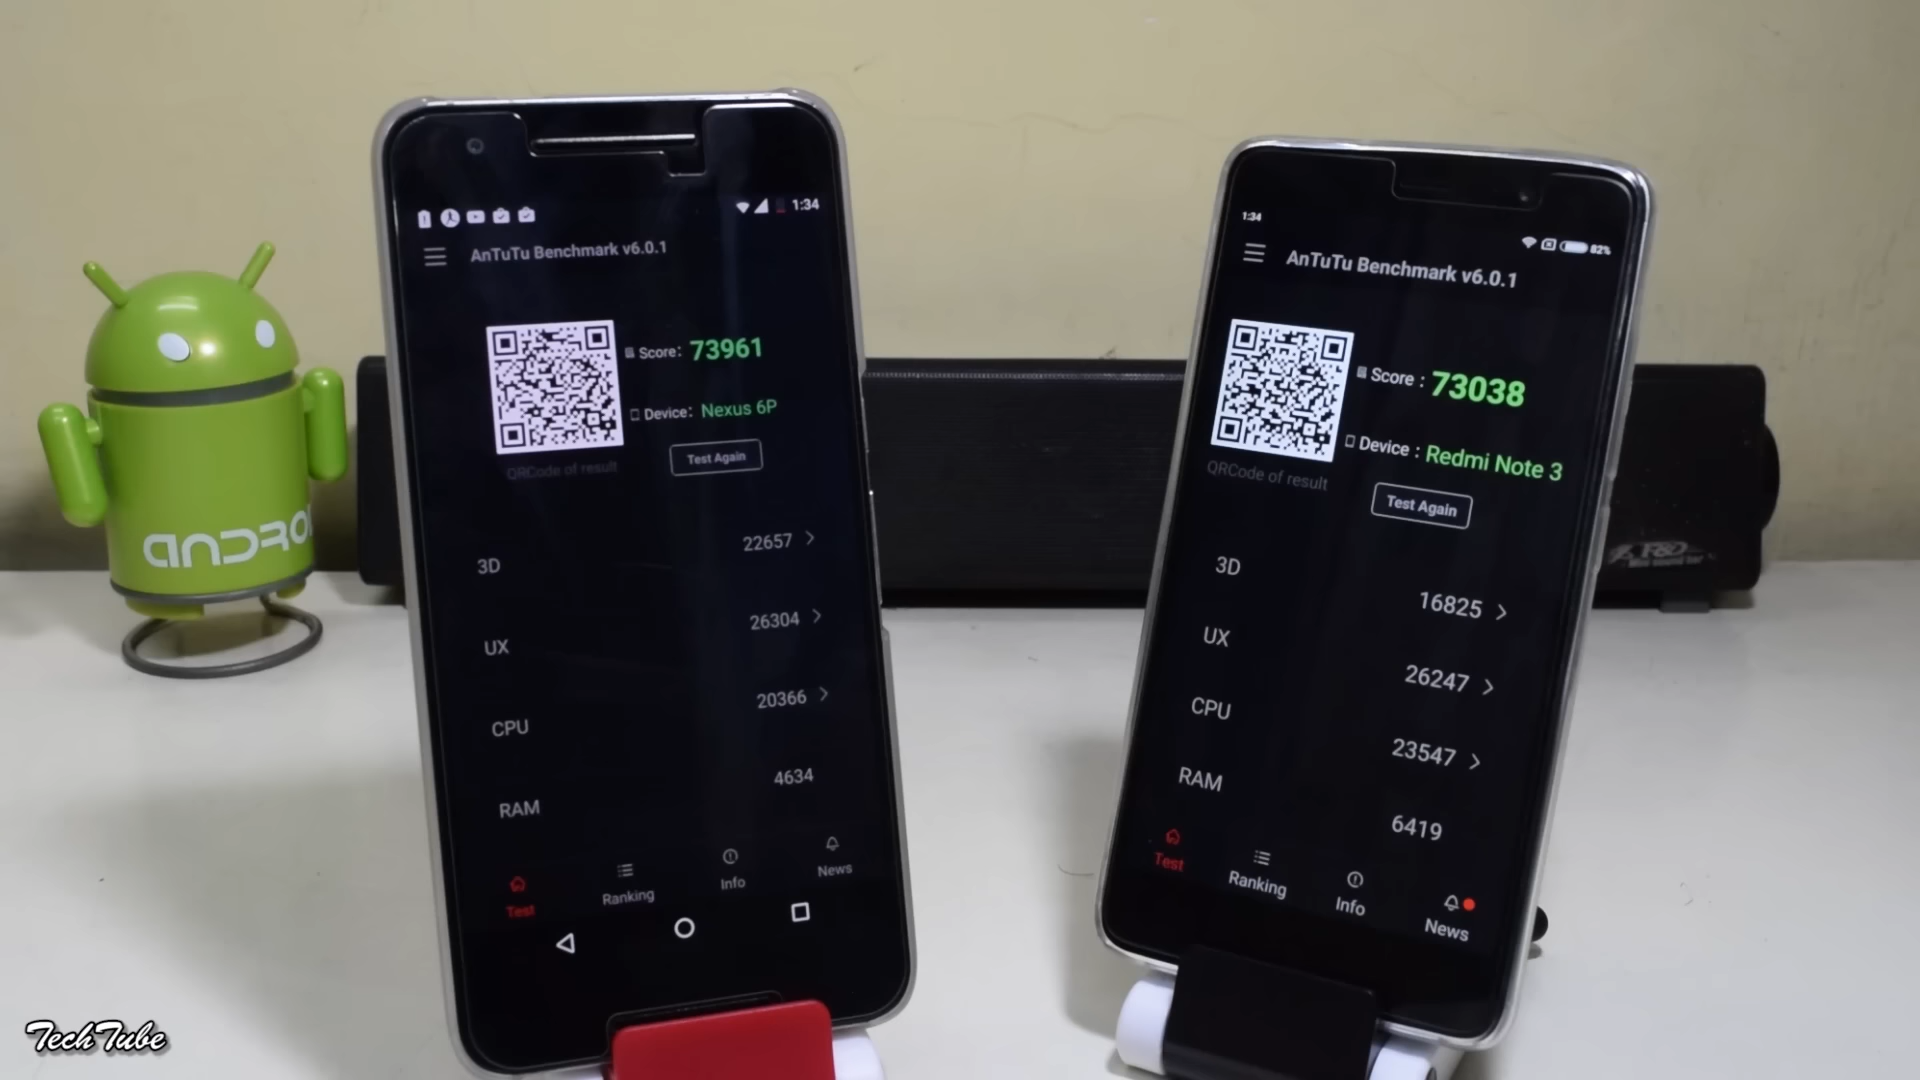 ANDRO
1:34
AnTuTu Benchmark v6.0.1
Score: 73961
Device: Nexus 6P
Test Again
QRCode of result
3D 22657
UX 26304
CPU 20366
RAM 4634
Test Ranking Info News
1:34
82%
AnTuTu Benchmark v6.0.1
Score : 73038
Device : Redmi Note 3
Test Again
QRCode of result
3D 16825
UX 26247
CPU 23547
RAM 6419
Test Ranking Info News
F&D
TechTube